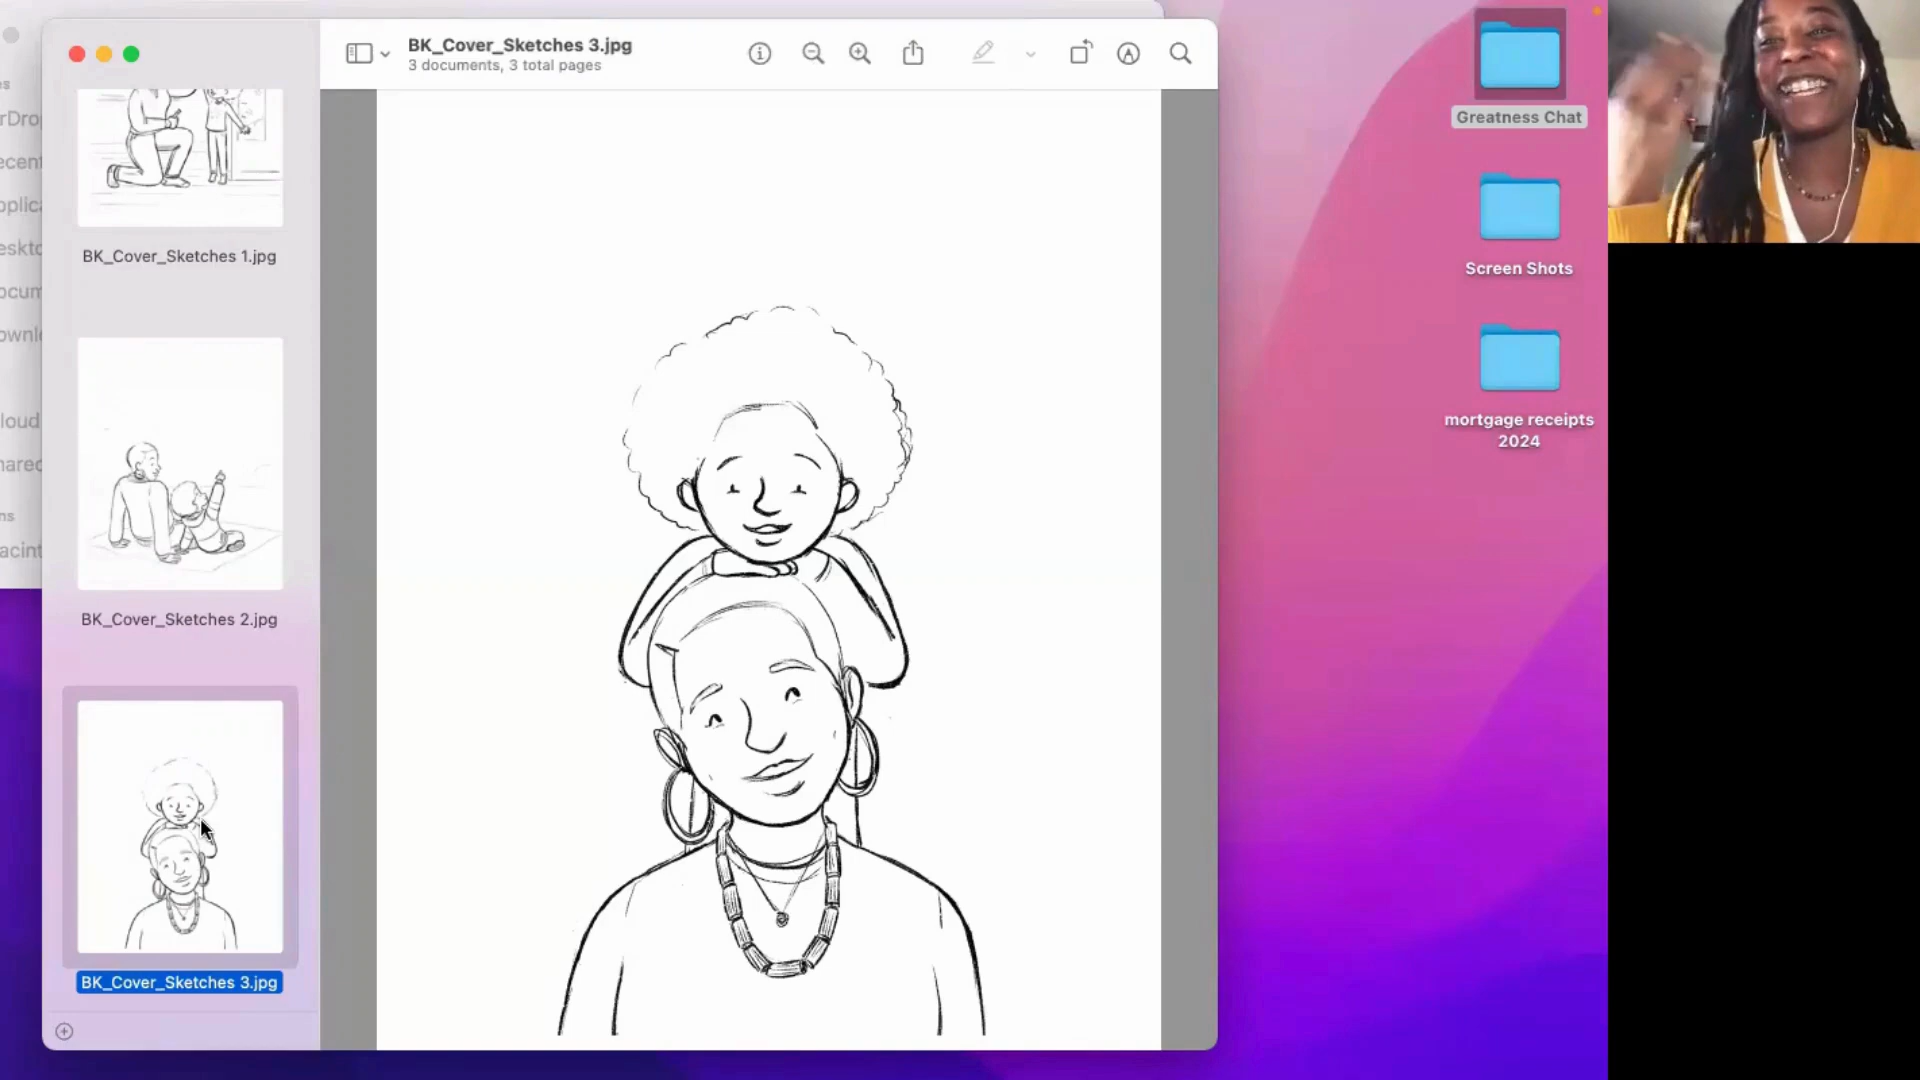 BK_Cover_Sketches 3.jpg
3 documents, 3 total pages
BK_Cover_Sketches 1.jpg
BK_Cover_Sketches 2.jpg
BK_Cover_Sketches 3.jpg
Greatness Chat
Screen Shots
mortgage receipts
2024